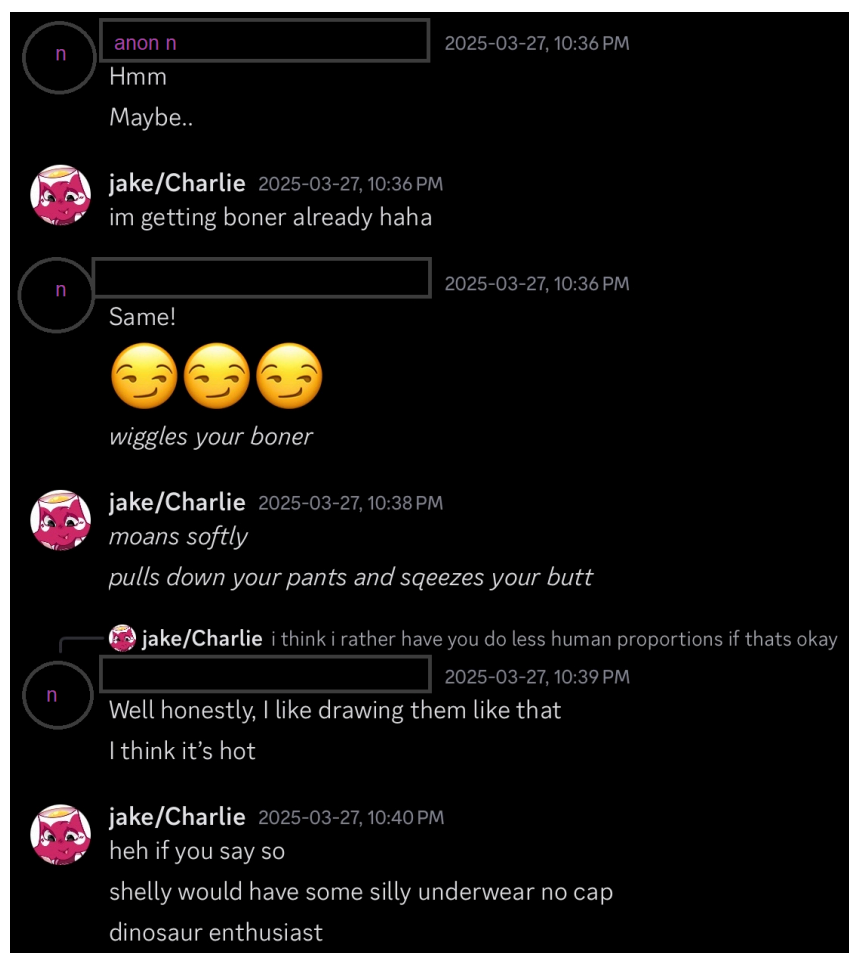 n
anon n
2025-03-27, 10:36 PM
Hmm
Maybe..
jake/Charlie 2025-03-27, 10:36 PM
im getting boner already haha
n
2025-03-27, 10:36 PM
Same!
😏😏😏
wiggles your boner
jake/Charlie 2025-03-27, 10:38 PM
moans softly
pulls down your pants and sqeezes your butt
jake/Charlie i think i rather have you do less human proportions if thats okay
n
2025-03-27, 10:39 PM
Well honestly, I like drawing them like that
I think it’s hot
jake/Charlie 2025-03-27, 10:40 PM
heh if you say so
shelly would have some silly underwear no cap
dinosaur enthusiast